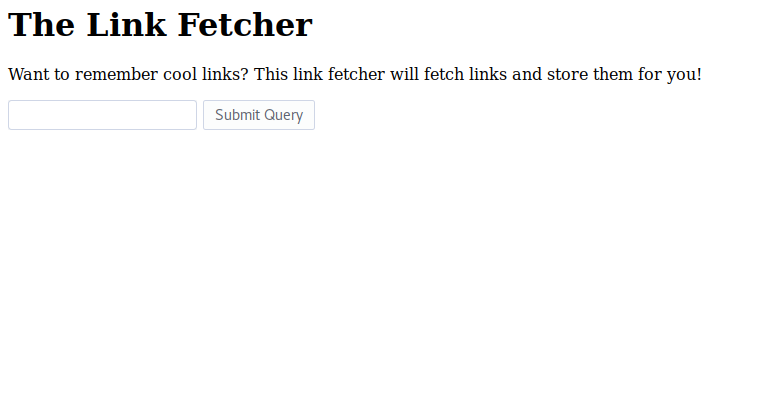 The Link Fetcher
Want to remember cool links? This link fetcher will fetch links and store them for you!
Submit Query